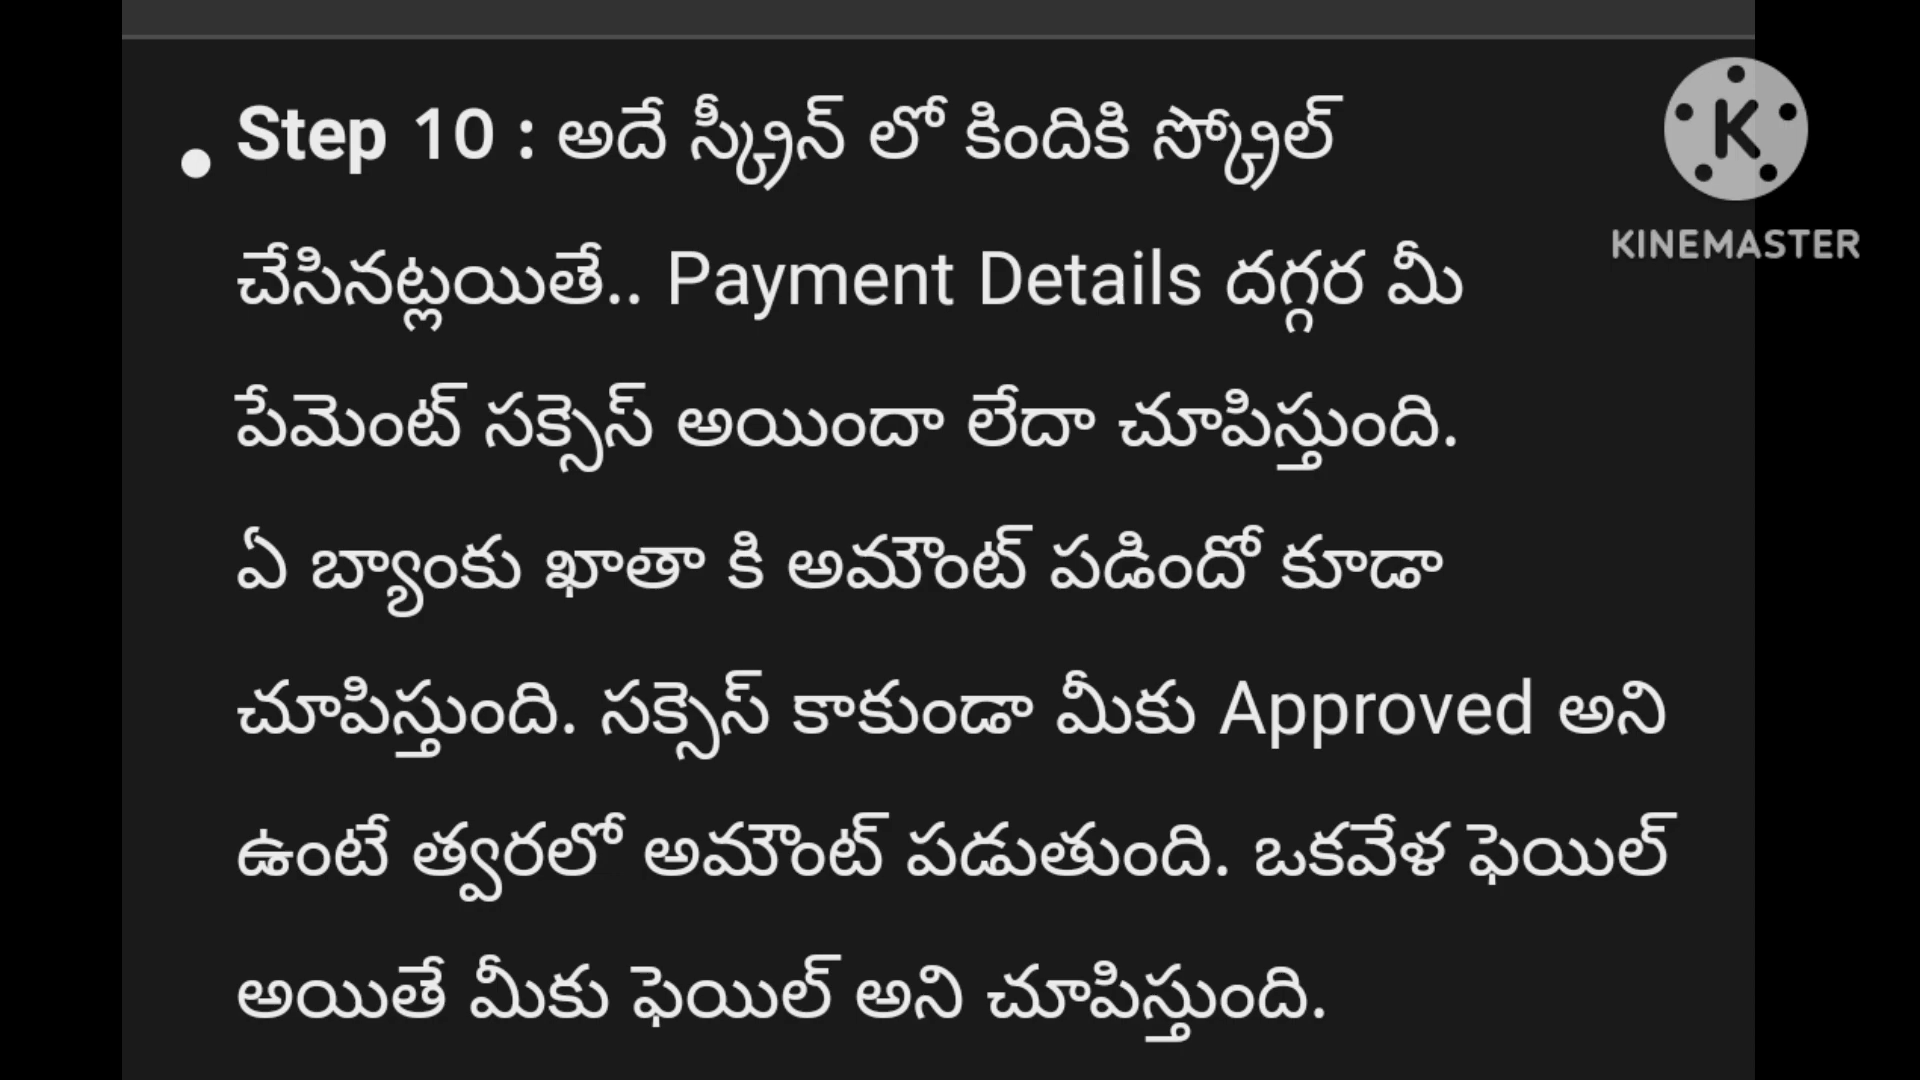 • Step 10 : అదే స్క్రీన్ లో కిందికి స్క్రోల్
చేసినట్లయితే.. Payment Details దగ్గర మీ
పేమెంట్ సక్సెస్ అయిందా లేదా చూపిస్తుంది.
ఏ బ్యాంకు ఖాతా కి అమౌంట్ పడిందో కూడా
చూపిస్తుంది. సక్సెస్ కాకుండా మీకు Approved అని
ఉంటే త్వరలో అమౌంట్ పడుతుంది. ఒకవేళ ఫెయిల్
అయితే మీకు ఫెయిల్ అని చూపిస్తుంది.
K
KINEMASTER